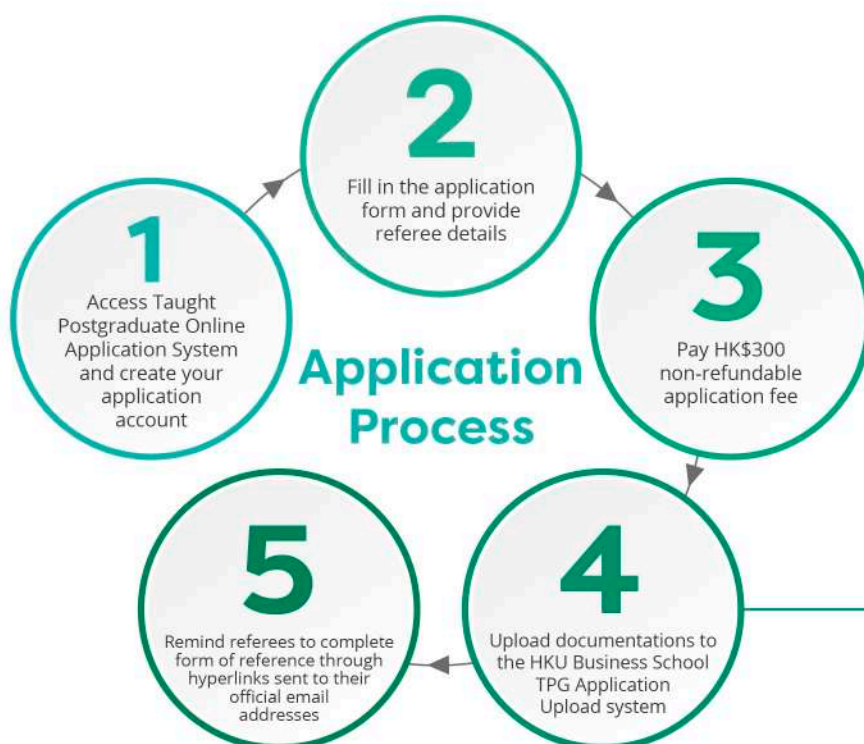 1
Access Taught
Postgraduate Online
Application System
and create your
application
account
2
Fill in the application
form and provide
referee details
3
Pay HK$300
non-refundable
application fee
Application
Process
4
Upload documentations to
the HKU Business School
TPG Application
Upload system
5
Remind referees to complete
form of reference through
hyperlinks sent to their
official email
addresses